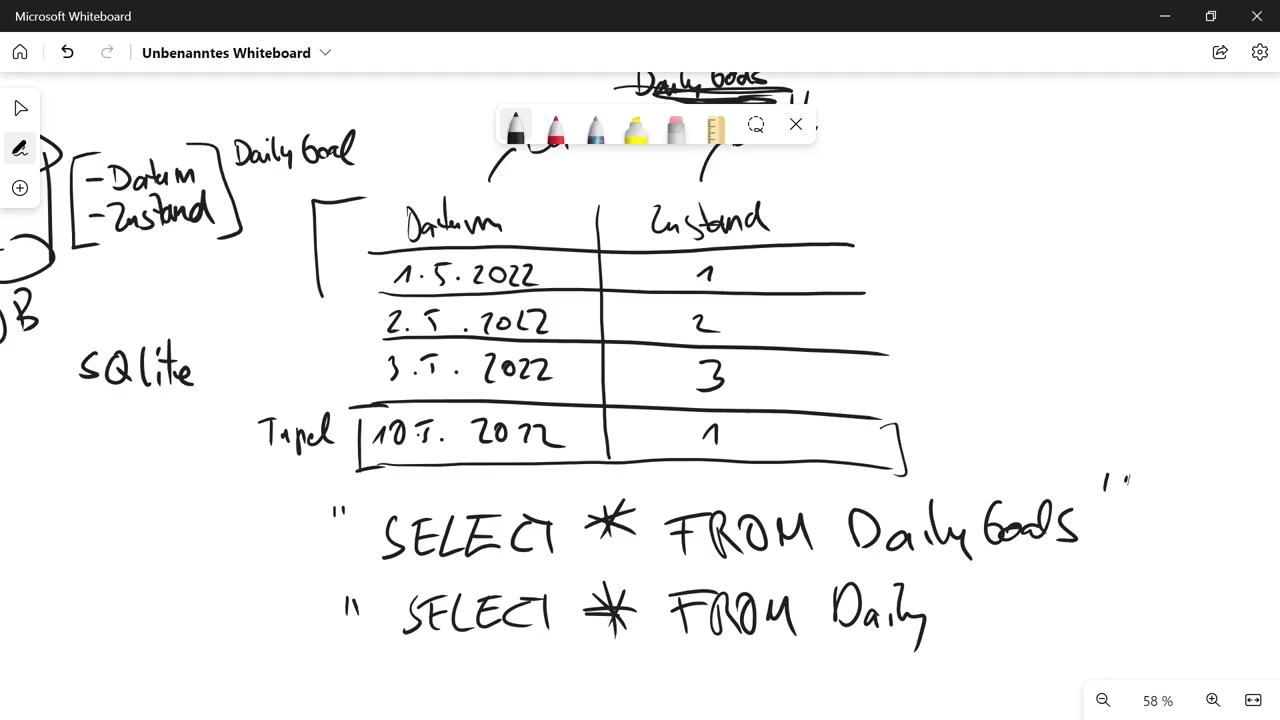 Microsoft Whiteboard
Unbenanntes Whiteboard
Daily Goals
Daily Goal
- Datum
- Zustand
Datum Zustand
1.5.2022 1
2.5.2022 2
3.5.2022 3
Tupel 10.5.2022 1
B
SQlite
" SELECT * FROM DailyGoals "
" SELECT * FROM Daily
58 %